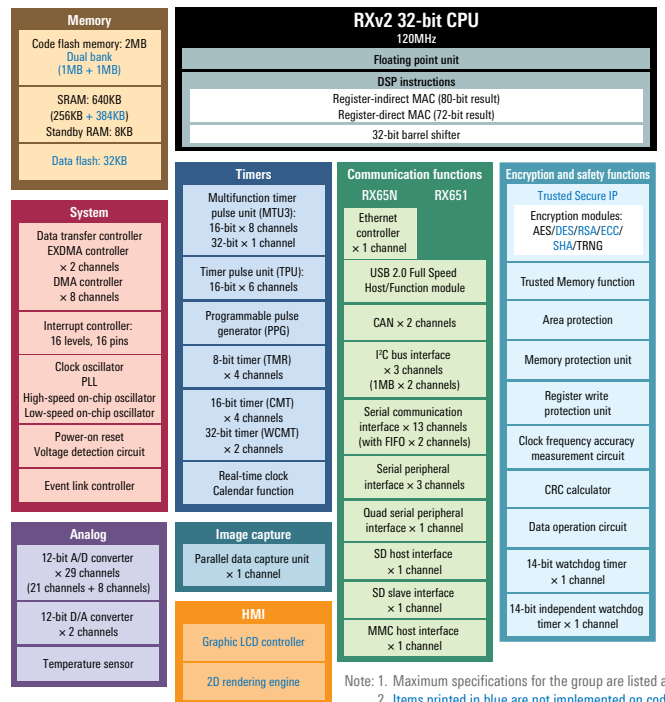 Memory
Code flash memory: 2MB
Dual bank
(1MB + 1MB)
SRAM: 640KB
(256KB + 384KB)
Standby RAM: 8KB
Data flash: 32KB
RXv2 32-bit CPU
120MHz
Floating point unit
DSP instructions
Register-indirect MAC (80-bit result)
Register-direct MAC (72-bit result)
32-bit barrel shifter
System
Data transfer controller
EXDMA controller
× 2 channels
DMA controller
× 8 channels
Interrupt controller:
16 levels, 16 pins
Clock oscillator
PLL
High-speed on-chip oscillator
Low-speed on-chip oscillator
Power-on reset
Voltage detection circuit
Event link controller
Analog
12-bit A/D converter
× 29 channels
(21 channels + 8 channels)
12-bit D/A converter
× 2 channels
Temperature sensor
Timers
Multifunction timer
pulse unit (MTU3):
16-bit × 8 channels
32-bit × 1 channel
Timer pulse unit (TPU):
16-bit × 6 channels
Programmable pulse
generator (PPG)
8-bit timer (TMR)
× 4 channels
16-bit timer (CMT)
× 4 channels
32-bit timer (WCMT)
× 2 channels
Real-time clock
Calendar function
Image capture
Parallel data capture unit
× 1 channel
HMI
Graphic LCD controller
2D rendering engine
Communication functions
RX65N RX651
Ethernet
controller
× 1 channel
USB 2.0 Full Speed
Host/Function module
CAN × 2 channels
I²C bus interface
× 3 channels
(1MB × 2 channels)
Serial communication
interface × 13 channels
(with FIFO × 2 channels)
Serial peripheral
interface × 3 channels
Quad serial peripheral
interface × 1 channel
SD host interface
× 1 channel
SD slave interface
× 1 channel
MMC host interface
× 1 channel
Encryption and safety functions
Trusted Secure IP
Encryption modules:
AES/DES/RSA/ECC/
SHA/TRNG
Trusted Memory function
Area protection
Memory protection unit
Register write
protection unit
Clock frequency accuracy
measurement circuit
CRC calculator
Data operation circuit
14-bit watchdog timer
× 1 channel
14-bit independent watchdog
timer × 1 channel
Note: 1. Maximum specifications for the group are listed a
2. Items printed in blue are not implemented on cod